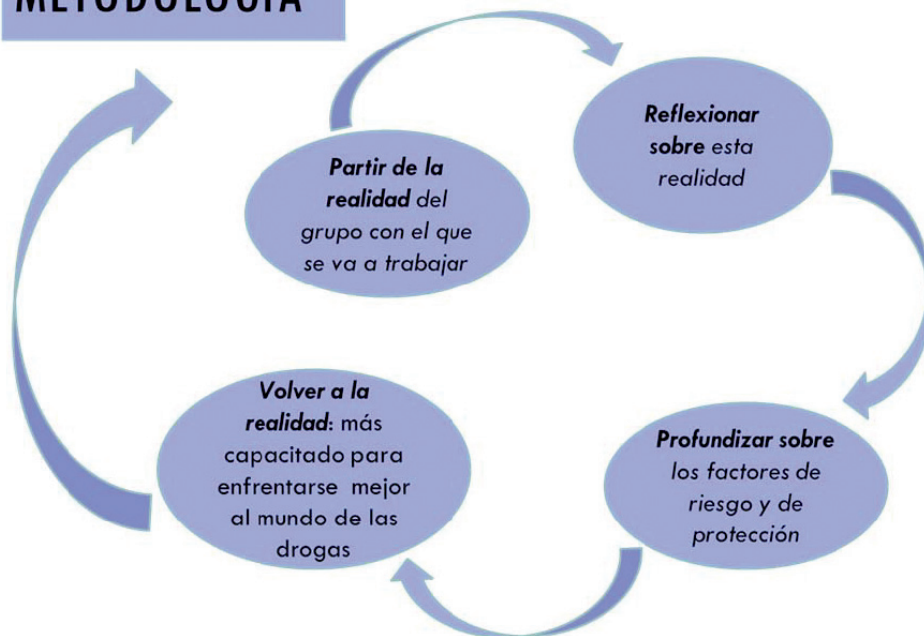 METODOLOGÍA
Partir de la
realidad del
grupo con el que
se va a trabajar
Reflexionar
sobre esta
realidad
Profundizar sobre
los factores de
riesgo y de
protección
Volver a la
realidad: más
capacitado para
enfrentarse mejor
al mundo de las
drogas